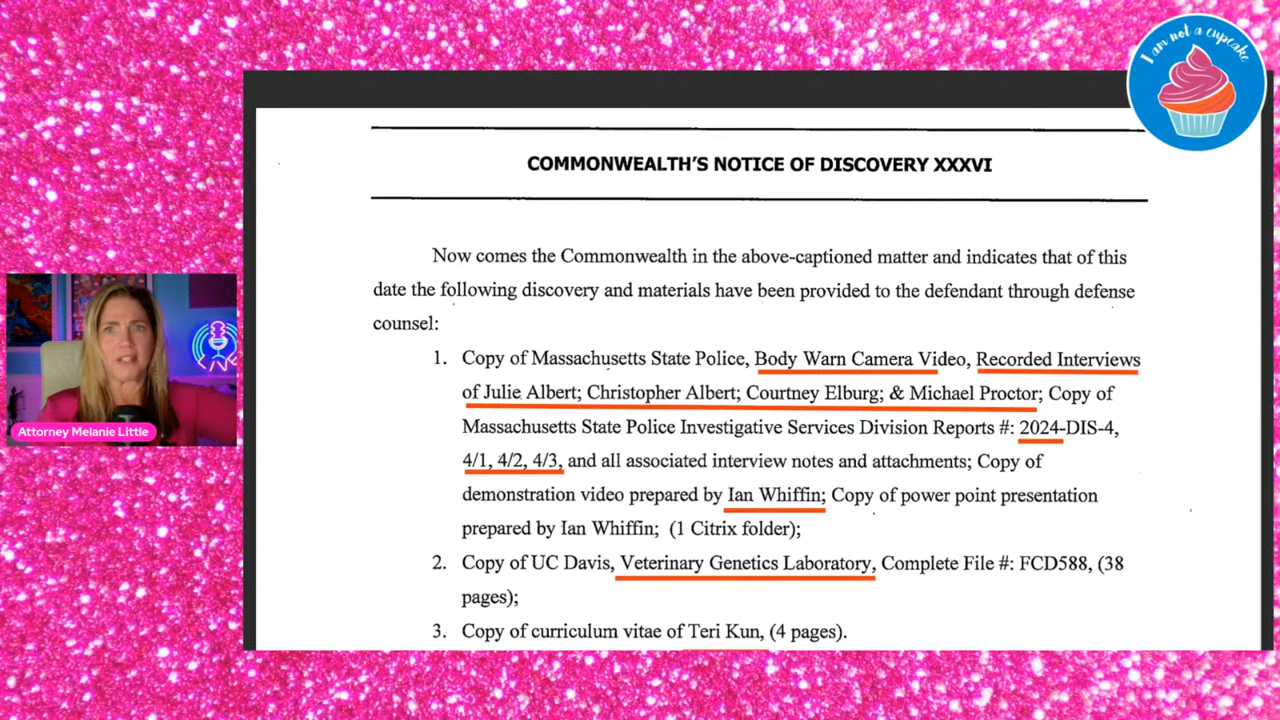 I am not a cupcake
COMMONWEALTH'S NOTICE OF DISCOVERY XXXVI
Now comes the Commonwealth in the above-captioned matter and indicates that of this
date the following discovery and materials have been provided to the defendant through defense
counsel:
1. Copy of Massachusetts State Police, Body Warn Camera Video, Recorded Interviews
of Julie Albert; Christopher Albert; Courtney Elburg; & Michael Proctor; Copy of
Massachusetts State Police Investigative Services Division Reports #: 2024-DIS-4,
4/1, 4/2, 4/3, and all associated interview notes and attachments; Copy of
demonstration video prepared by Ian Whiffin; Copy of power point presentation
prepared by Ian Whiffin; (1 Citrix folder);
2. Copy of UC Davis, Veterinary Genetics Laboratory, Complete File #: FCD588, (38
pages);
3. Copy of curriculum vitae of Teri Kun, (4 pages).
Attorney Melanie Little